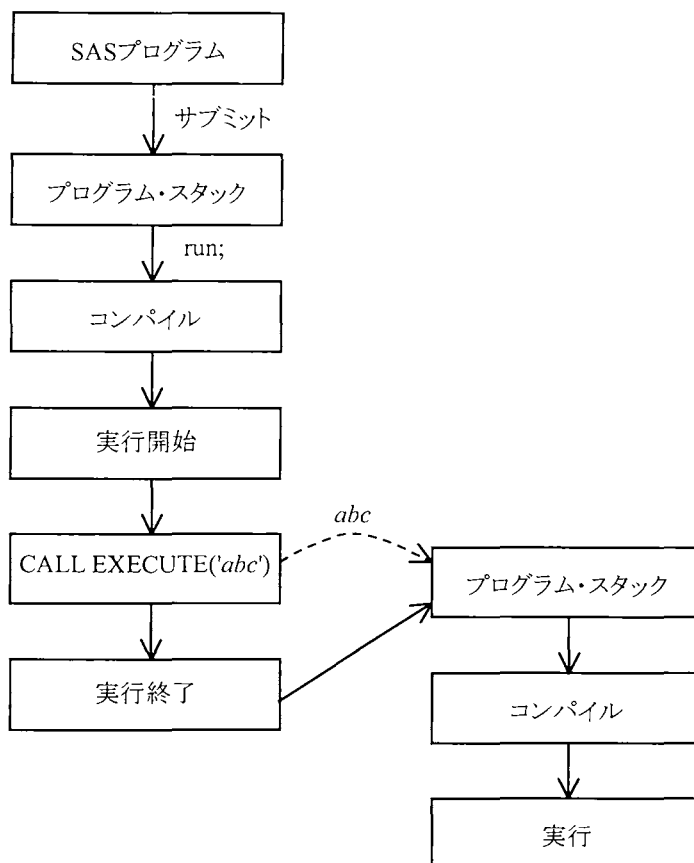 SASプログラム
サブミット
プログラム・スタック
run;
コンパイル
実行開始
CALL EXECUTE('abc')
実行終了
abc
プログラム・スタック
コンパイル
実行